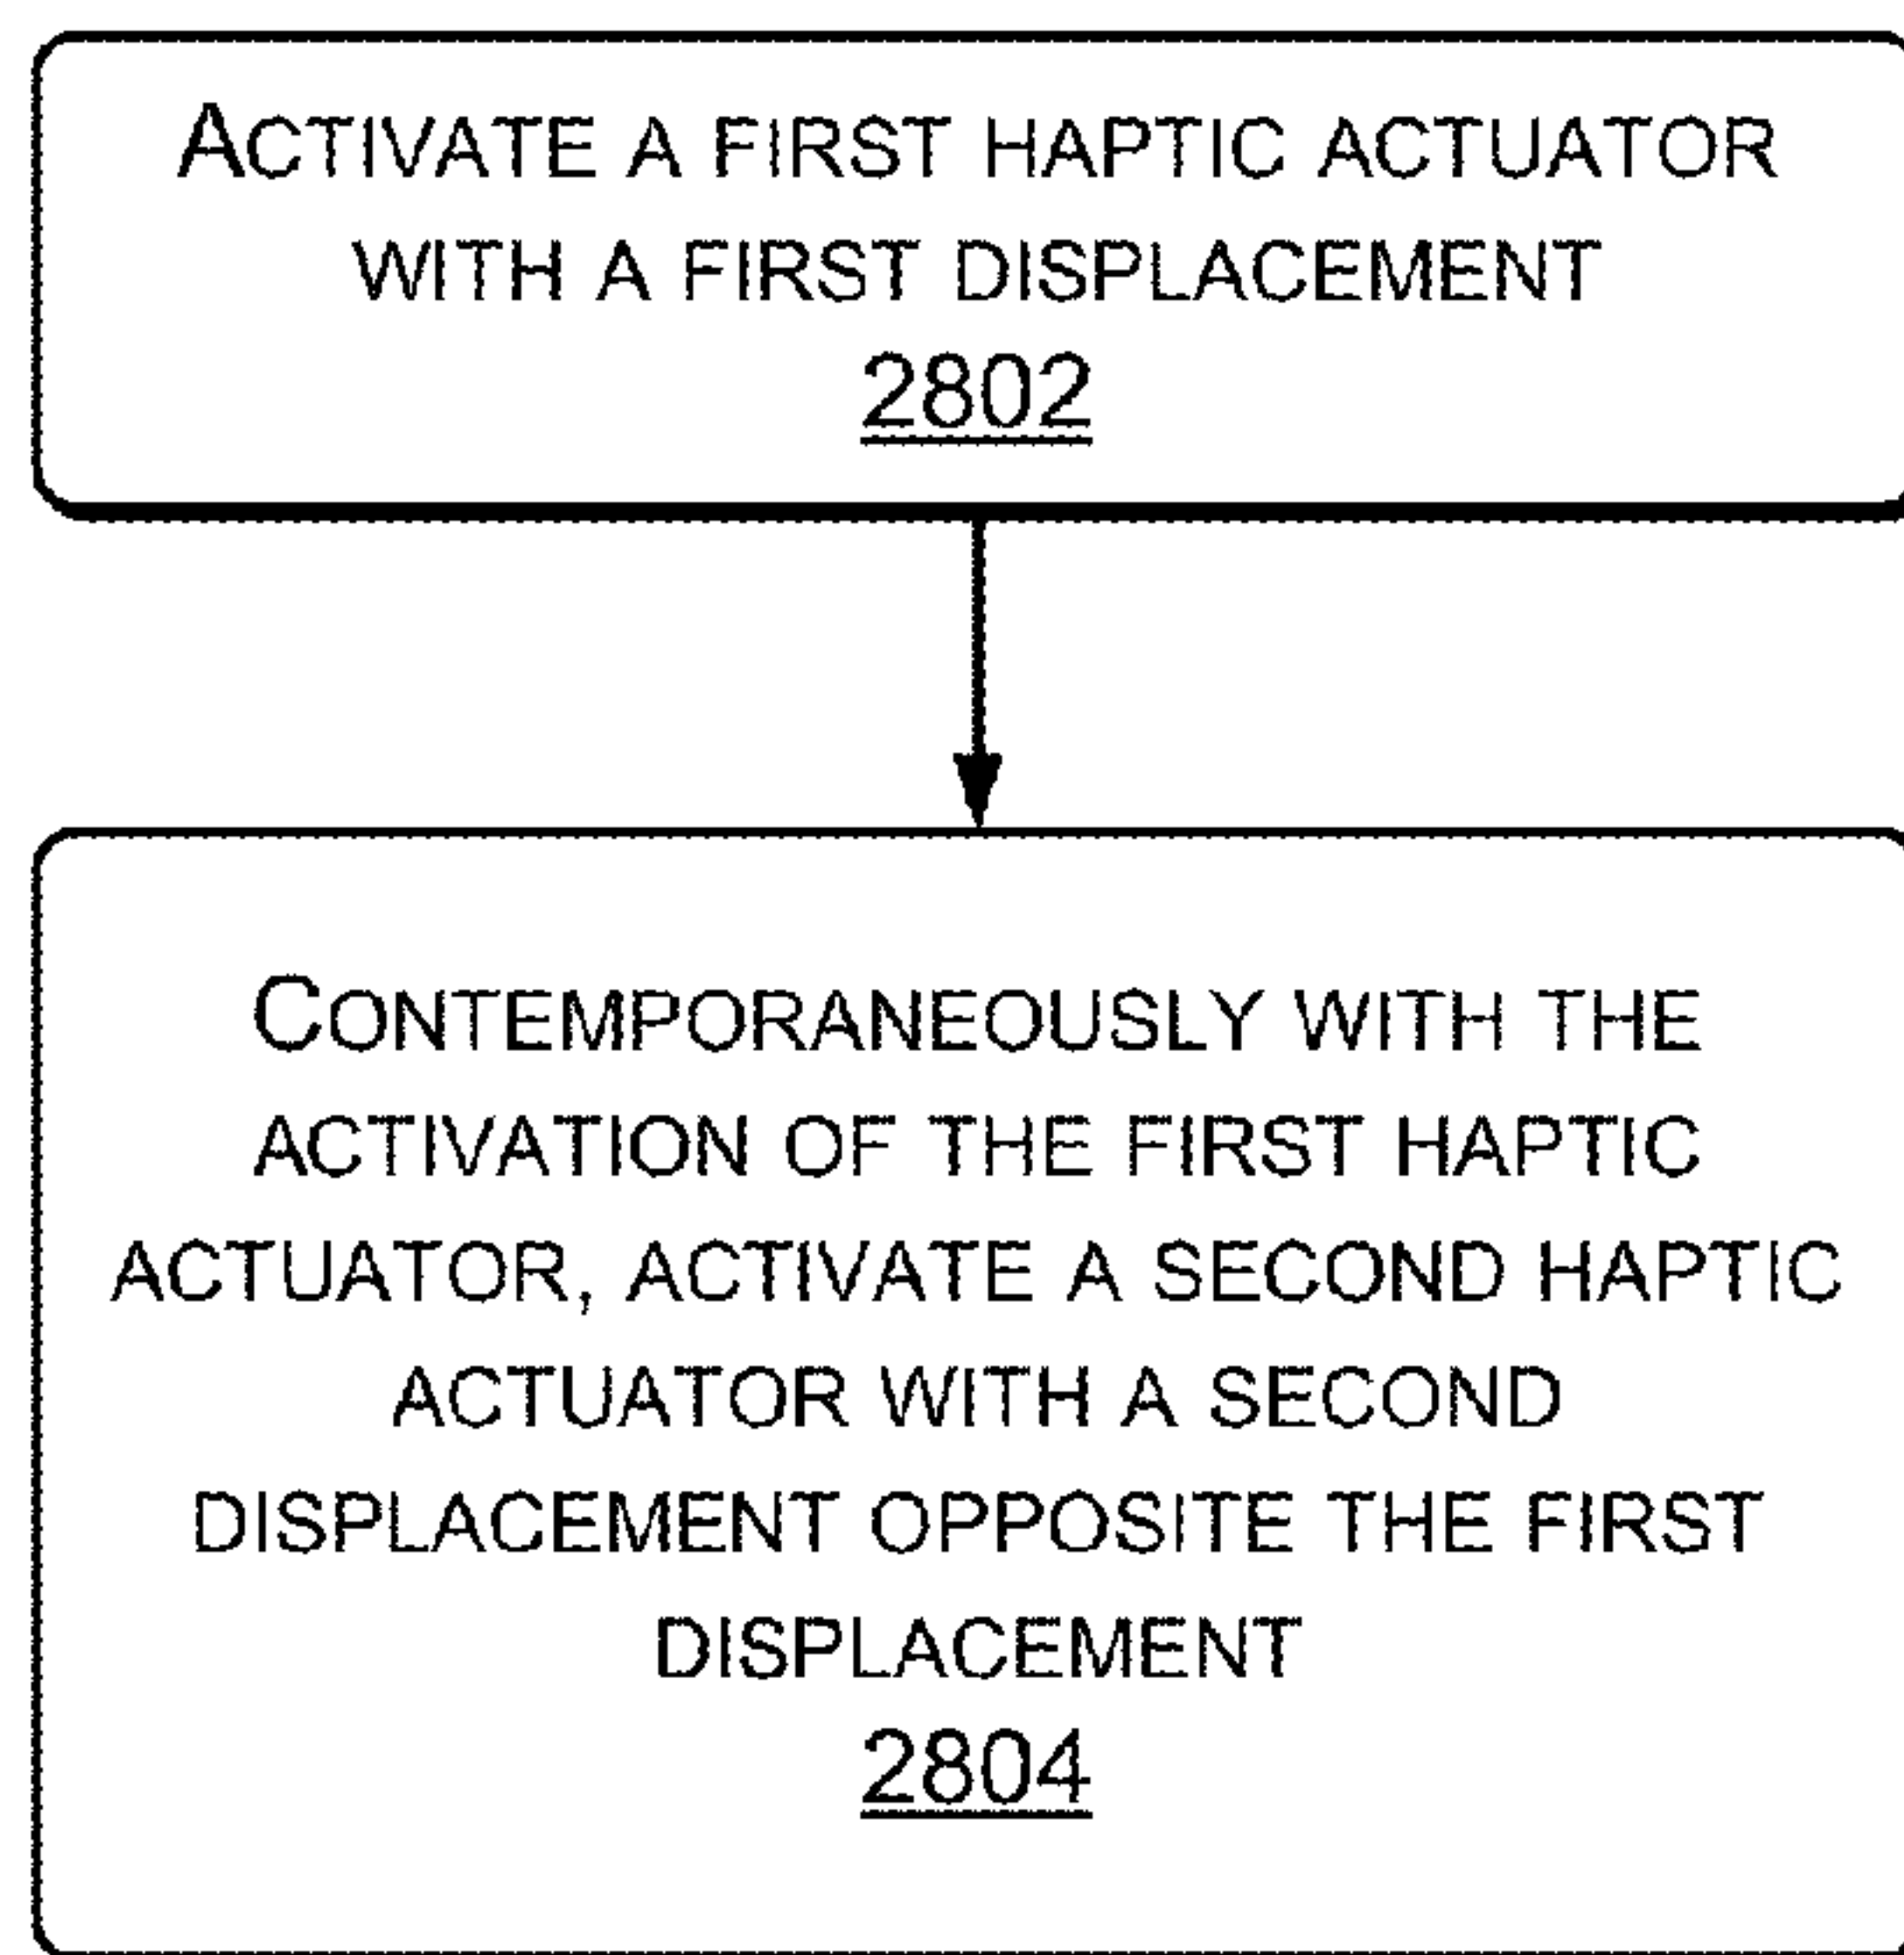 ACTIVATE A FIRST HAPTIC ACTUATOR
WITH A FIRST DISPLACEMENT
2802
CONTEMPORANEOUSLY WITH THE
ACTIVATION OF THE FIRST HAPTIC
ACTUATOR, ACTIVATE A SECOND HAPTIC
ACTUATOR WITH A SECOND
DISPLACEMENT OPPOSITE THE FIRST
DISPLACEMENT
2804